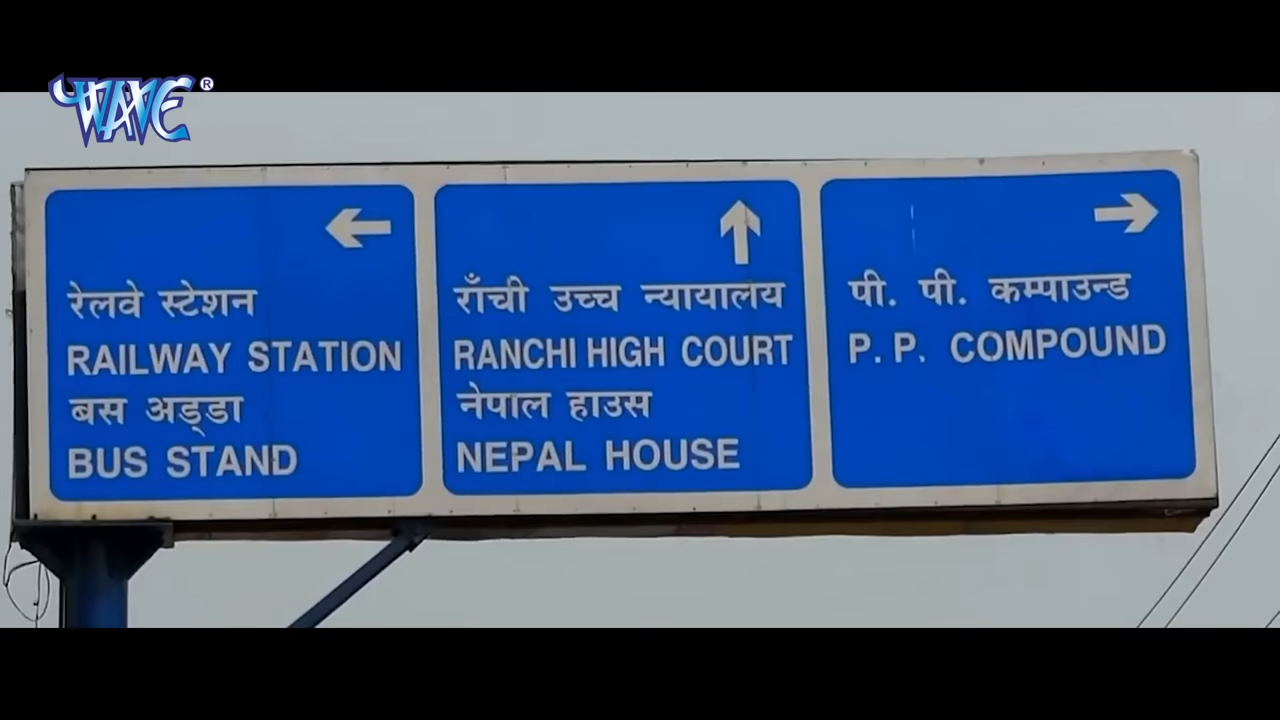 WAVE®
रेलवे स्टेशन
RAILWAY STATION
बस अड्‌डा
BUS STAND
राँची उच्च न्यायालय
RANCHI HIGH COURT
नेपाल हाउस
NEPAL HOUSE
पी. पी. कम्पाउन्ड
P. P. COMPOUND